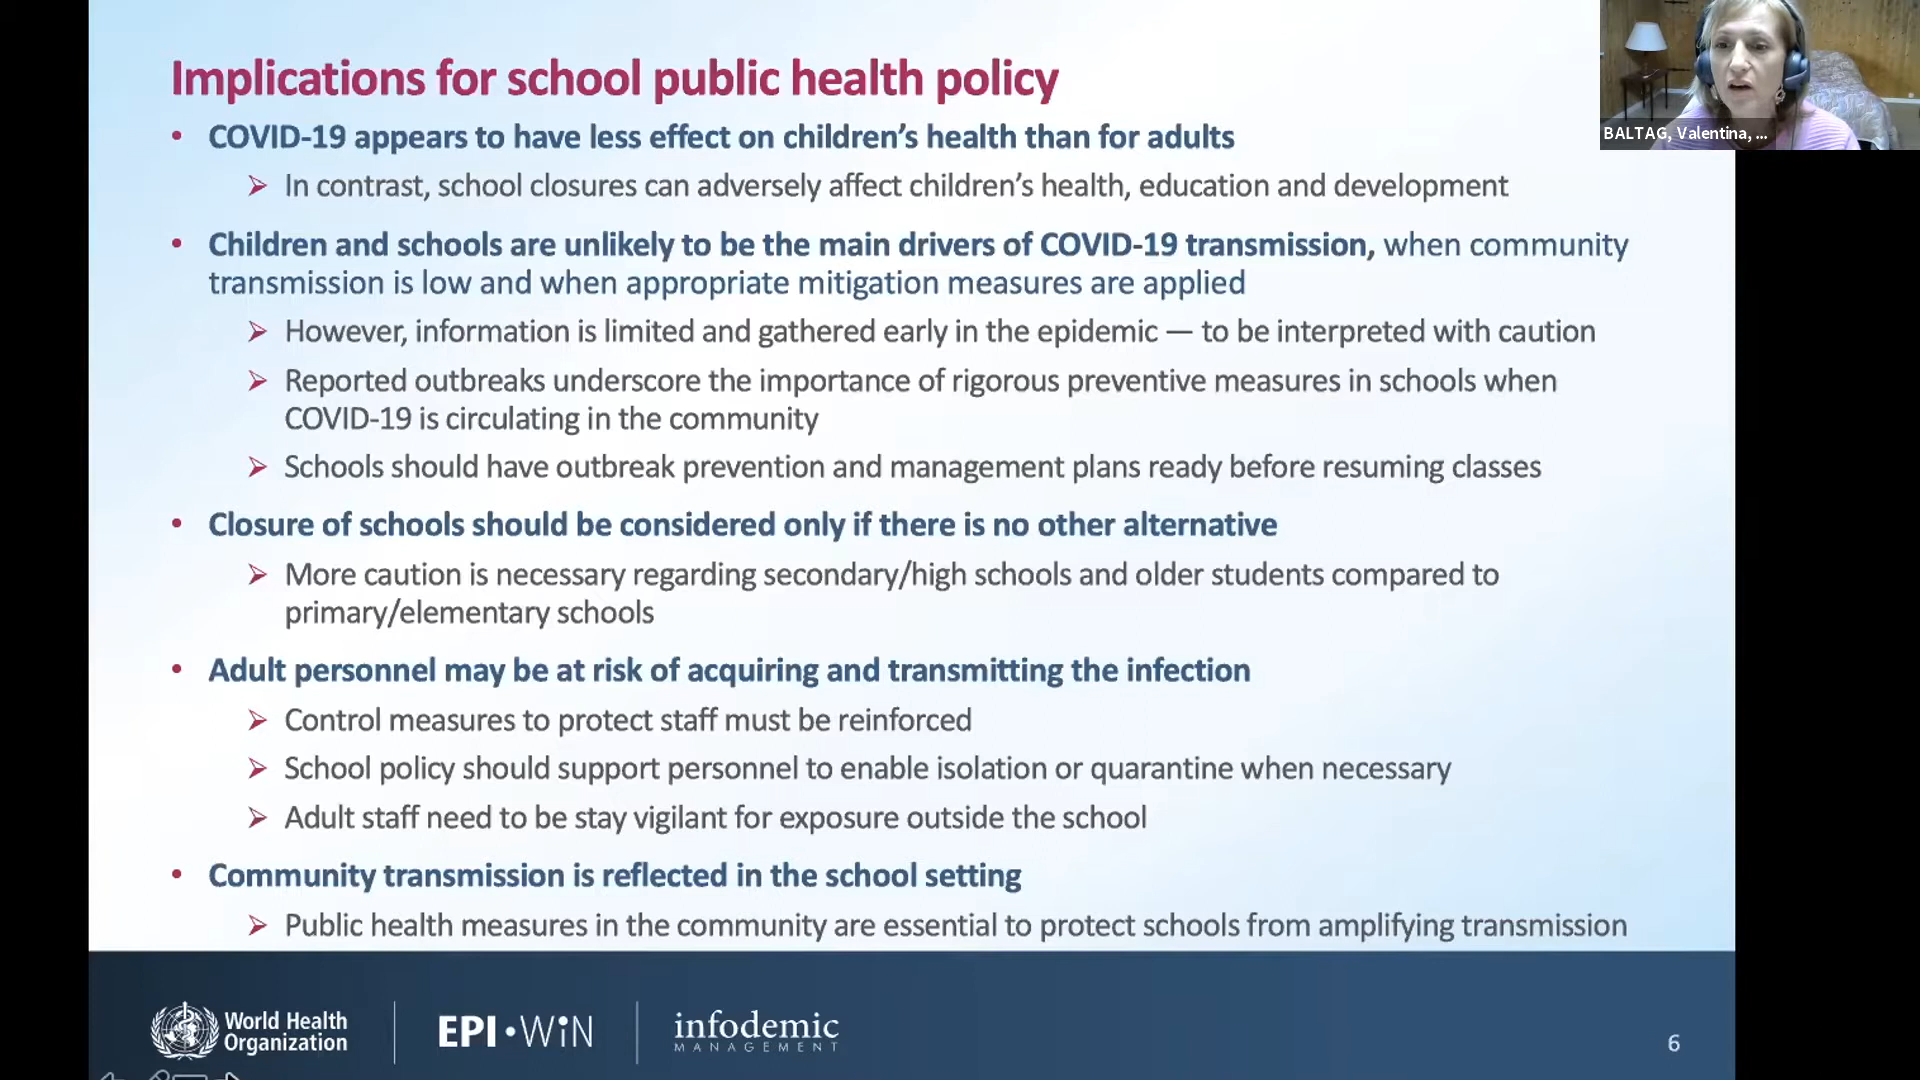 Implications for school public health policy
• COVID-19 appears to have less effect on children's health than for adults
➢ In contrast, school closures can adversely affect children's health, education and development
• Children and schools are unlikely to be the main drivers of COVID-19 transmission, when community
transmission is low and when appropriate mitigation measures are applied
➢ However, information is limited and gathered early in the epidemic — to be interpreted with caution
➢ Reported outbreaks underscore the importance of rigorous preventive measures in schools when
COVID-19 is circulating in the community
➢ Schools should have outbreak prevention and management plans ready before resuming classes
• Closure of schools should be considered only if there is no other alternative
➢ More caution is necessary regarding secondary/high schools and older students compared to
primary/elementary schools
• Adult personnel may be at risk of acquiring and transmitting the infection
➢ Control measures to protect staff must be reinforced
➢ School policy should support personnel to enable isolation or quarantine when necessary
➢ Adult staff need to be stay vigilant for exposure outside the school
• Community transmission is reflected in the school setting
➢ Public health measures in the community are essential to protect schools from amplifying transmission
BALTAG, Valentina, ...
World Health
Organization
EPI•WiN
infodemic
MANAGEMENT
6